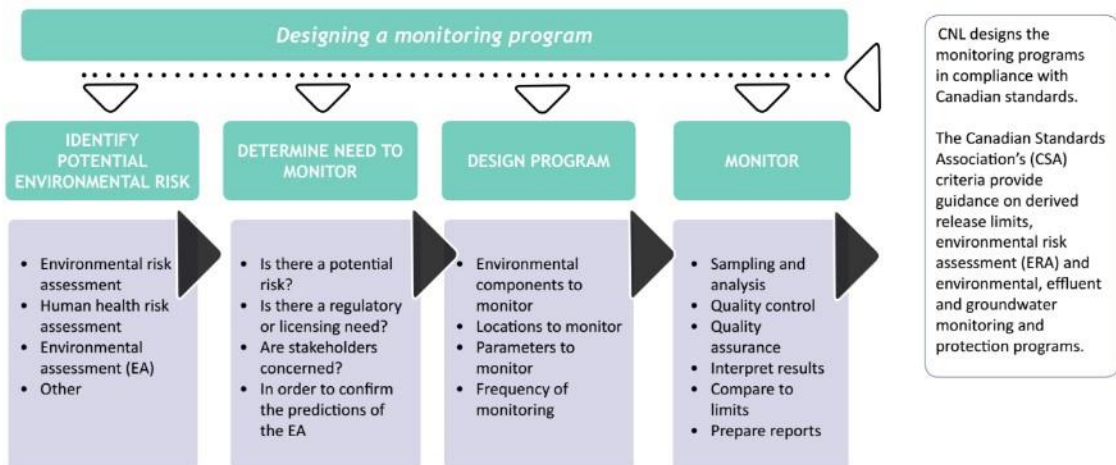 Designing a monitoring program
IDENTIFY
POTENTIAL
ENVIRONMENTAL RISK
• Environmental risk
assessment
• Human health risk
assessment
• Environmental
assessment (EA)
• Other
DETERMINE NEED TO
MONITOR
• Is there a potential
risk?
• Is there a regulatory
or licensing need?
• Are stakeholders
concerned?
• In order to confirm
the predictions of
the EA
DESIGN PROGRAM
• Environmental
components to
monitor
• Locations to monitor
• Parameters to
monitor
• Frequency of
monitoring
MONITOR
• Sampling and
analysis
• Quality control
• Quality
assurance
• Interpret results
• Compare to
limits
• Prepare reports
CNL designs the
monitoring programs
in compliance with
Canadian standards.
The Canadian Standards
Association's (CSA)
criteria provide
guidance on derived
release limits,
environmental risk
assessment (ERA) and
environmental, effluent
and groundwater
monitoring and
protection programs.